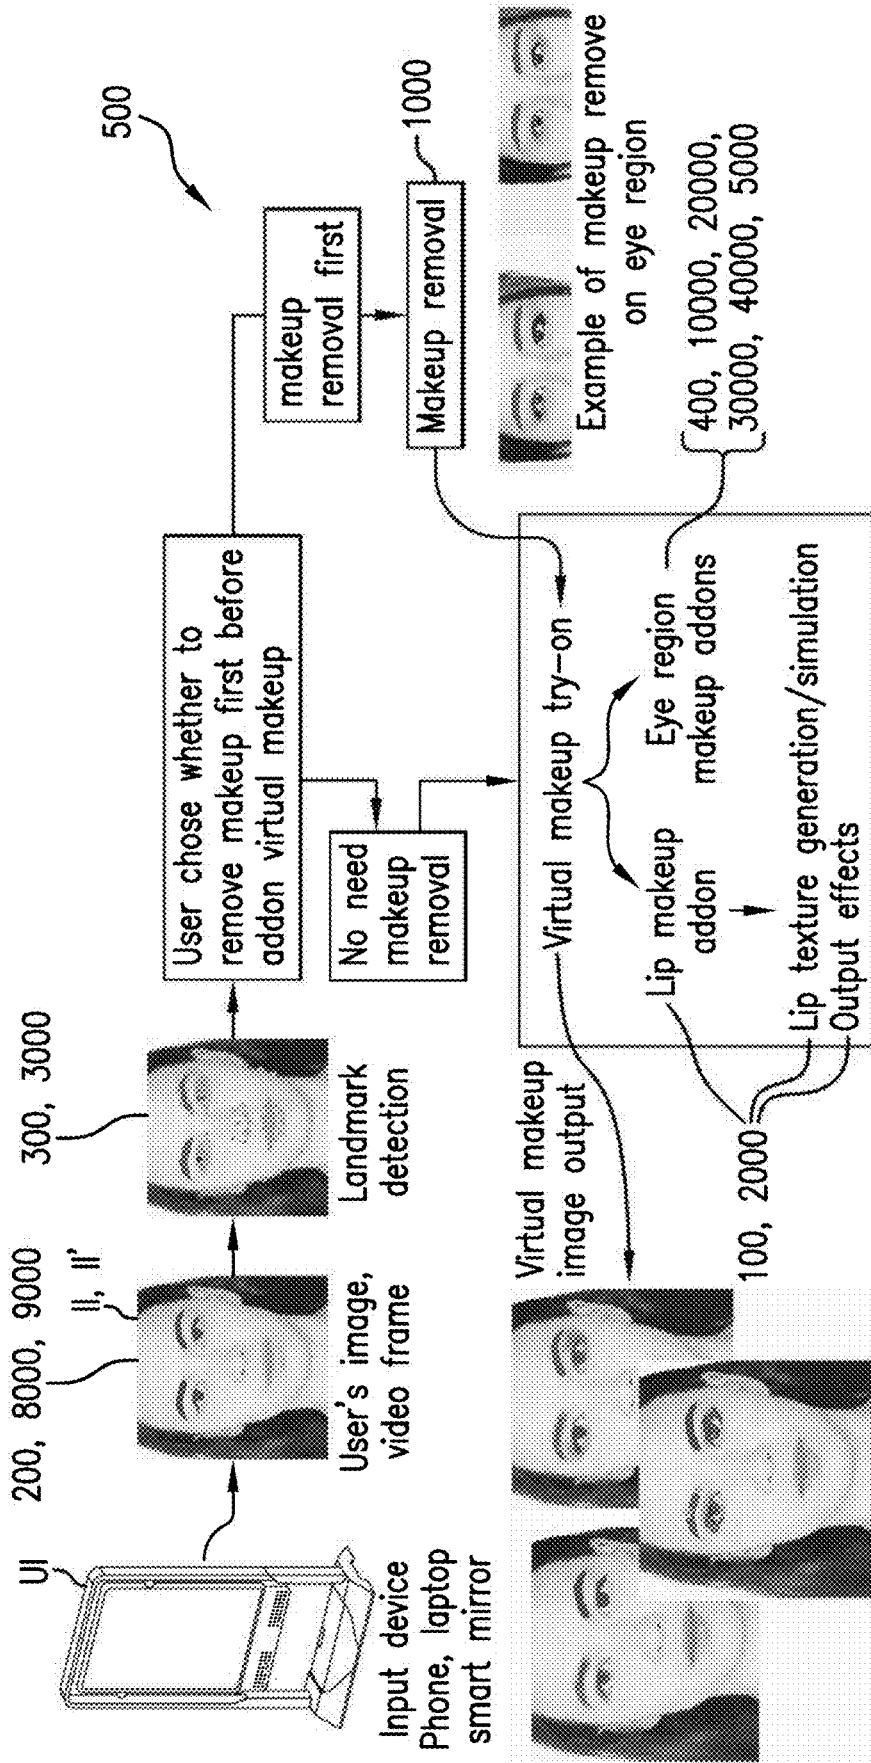 500
UI
200, 8000, 9000
II, II'
300, 3000
Input device
Phone, laptop
smart mirror
User's image,
video frame
Landmark
detection
User chose whether to
remove makeup first before
addon virtual makeup
makeup
removal first
No need
makeup
removal
Makeup removal
1000
Example of makeup remove
on eye region
Virtual makeup
image output
Virtual makeup try-on
Lip makeup
addon
Eye region
makeup addons
400, 10000, 20000,
30000, 40000, 5000
Lip texture generation/simulation
Output effects
100, 2000